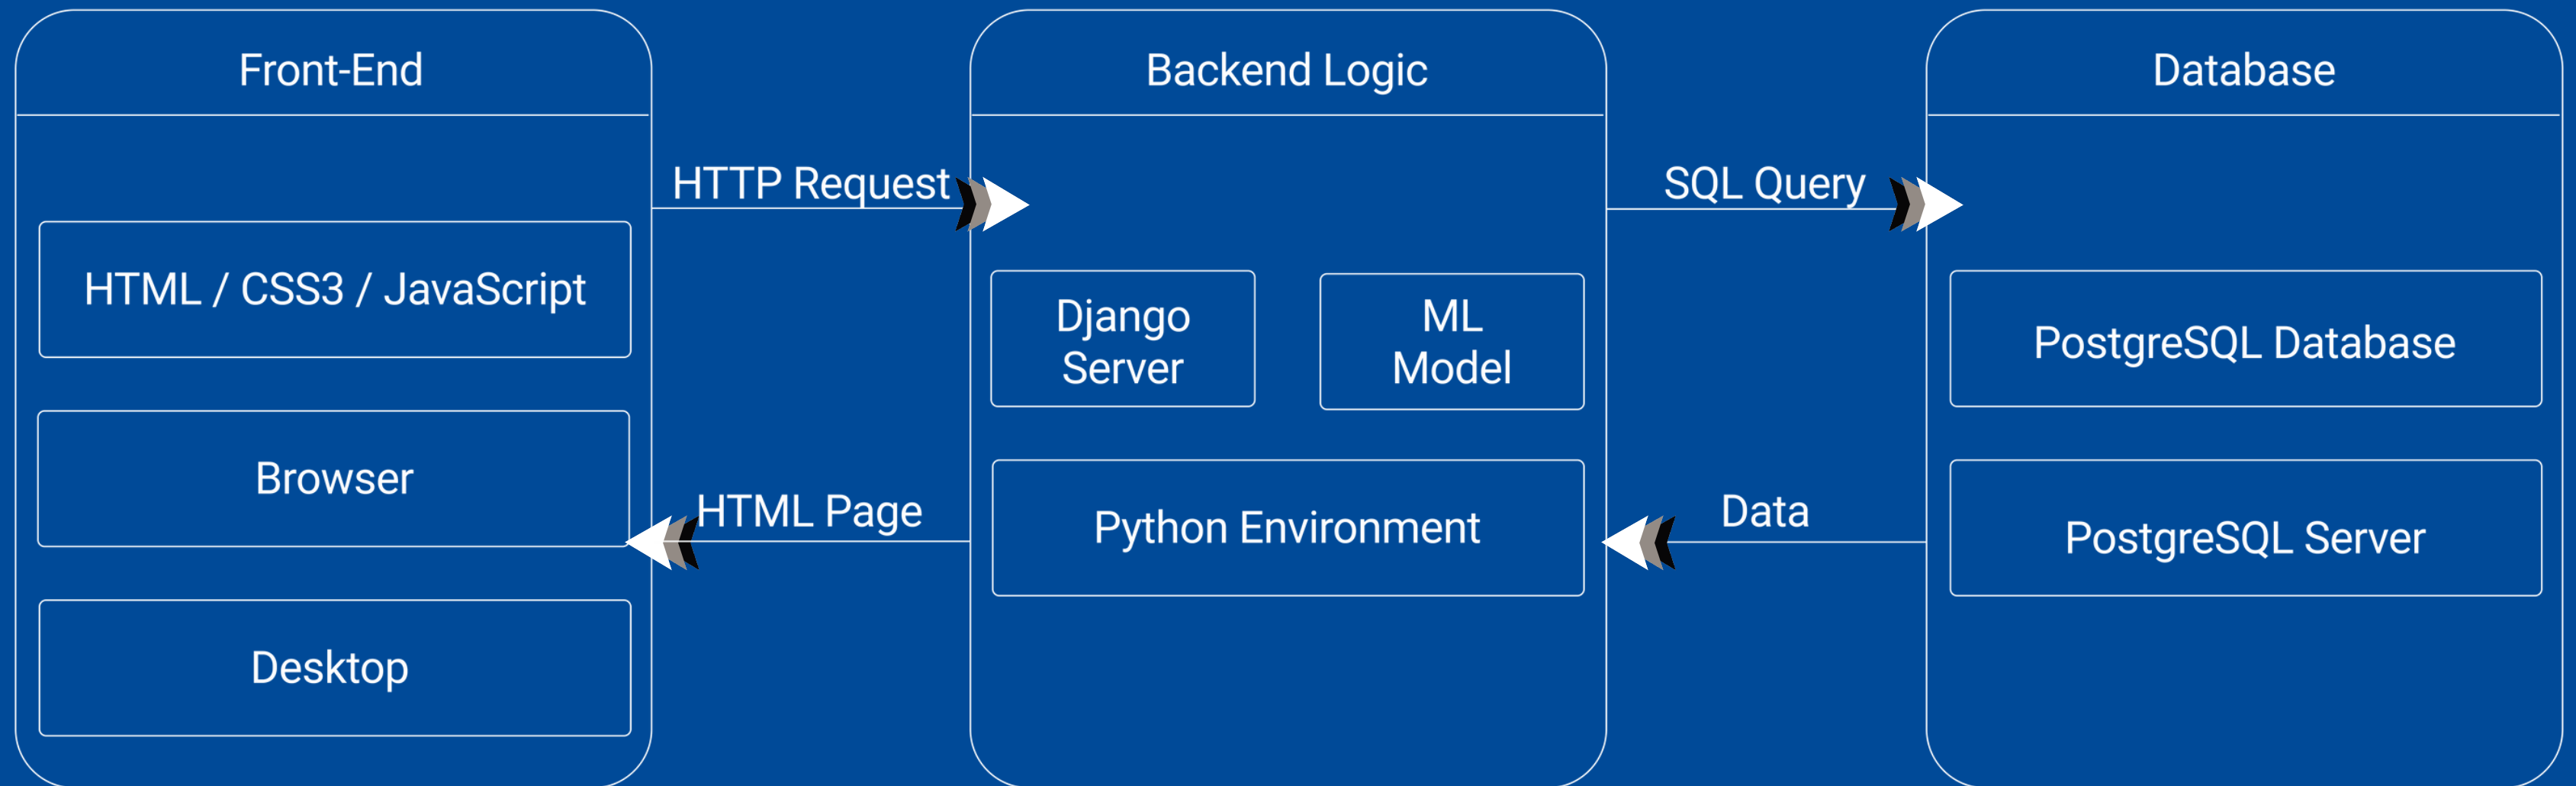 Front-End
HTML / CSS3 / JavaScript
Browser
Desktop
HTTP Request
HTML Page
Backend Logic
Django
Server
ML
Model
Python Environment
SQL Query
Data
Database
PostgreSQL Database
PostgreSQL Server